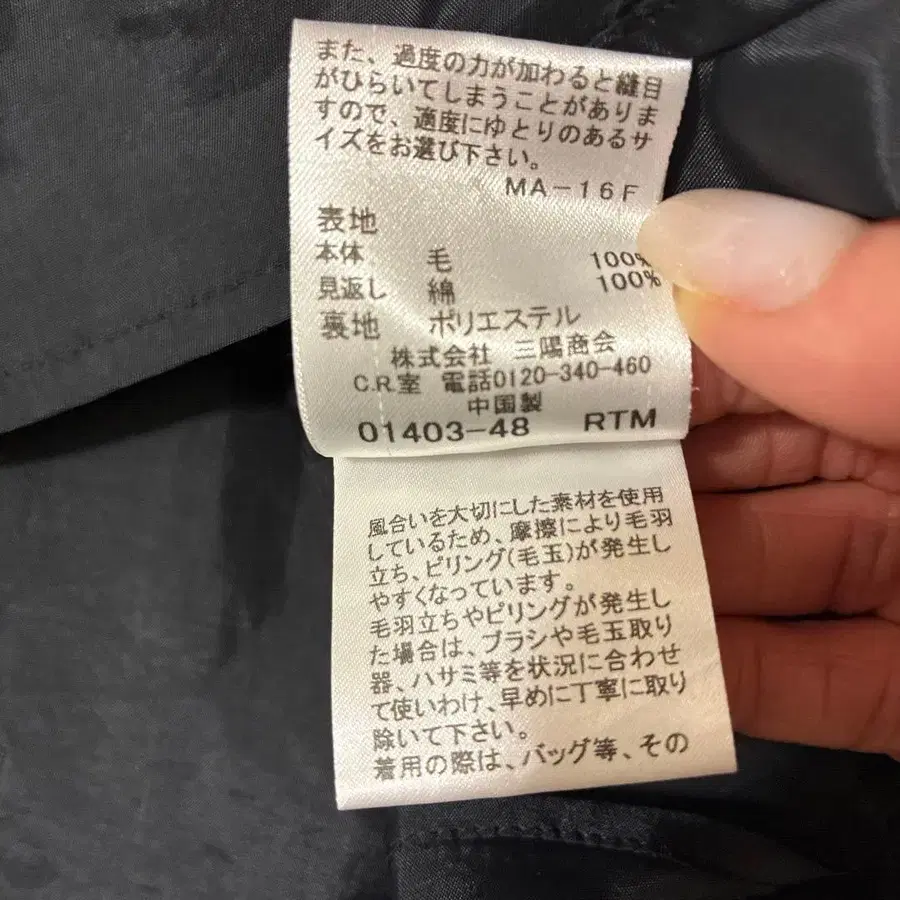 また、過度の力が加わると縫目
がひらいてしまうことがありま
すので、適度にゆとりのあるサ
イズをお選び下さい。
MA-16F
表地
本体 毛 100%
見返し 綿 100%
裏地 ポリエステル
株式会社 三陽商会
C.R.室 電話0120-340-460
中国製
01403-48 RTM
風合いを大切にした素材を使用
しているため、摩擦により毛羽
立ち、ピリング(毛玉)が発生し
やすくなっています。
毛羽立ちやピリングが発生し
た場合は、ブラシや毛玉取り
器、ハサミ等を状況に合わせ
て使いわけ、早めに丁寧に取り
除いて下さい。
着用の際は、バッグ等、その